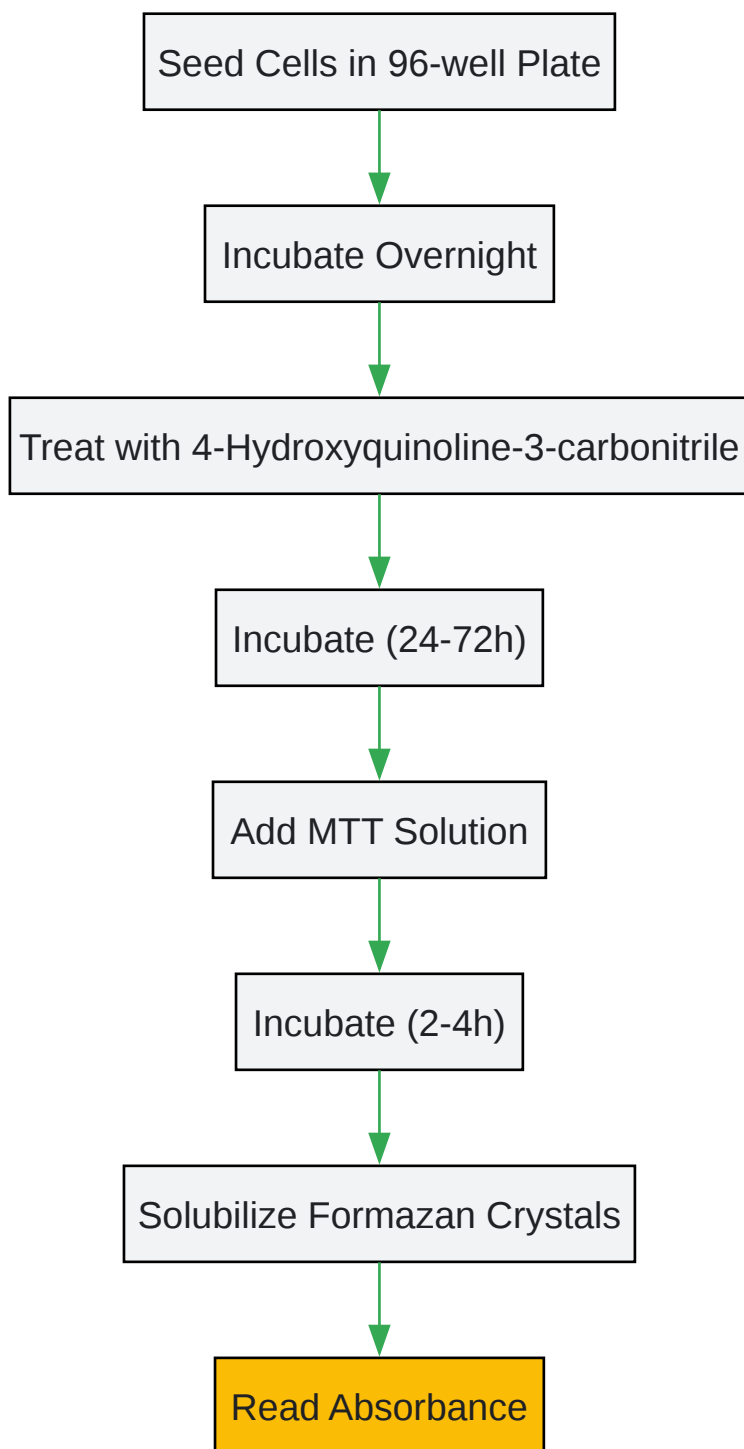 Seed Cells in 96-well Plate
Incubate Overnight
Treat with 4-Hydroxyquinoline-3-carbonitrile
Incubate (24-72h)
Add MTT Solution
Incubate (2-4h)
Solubilize Formazan Crystals
Read Absorbance